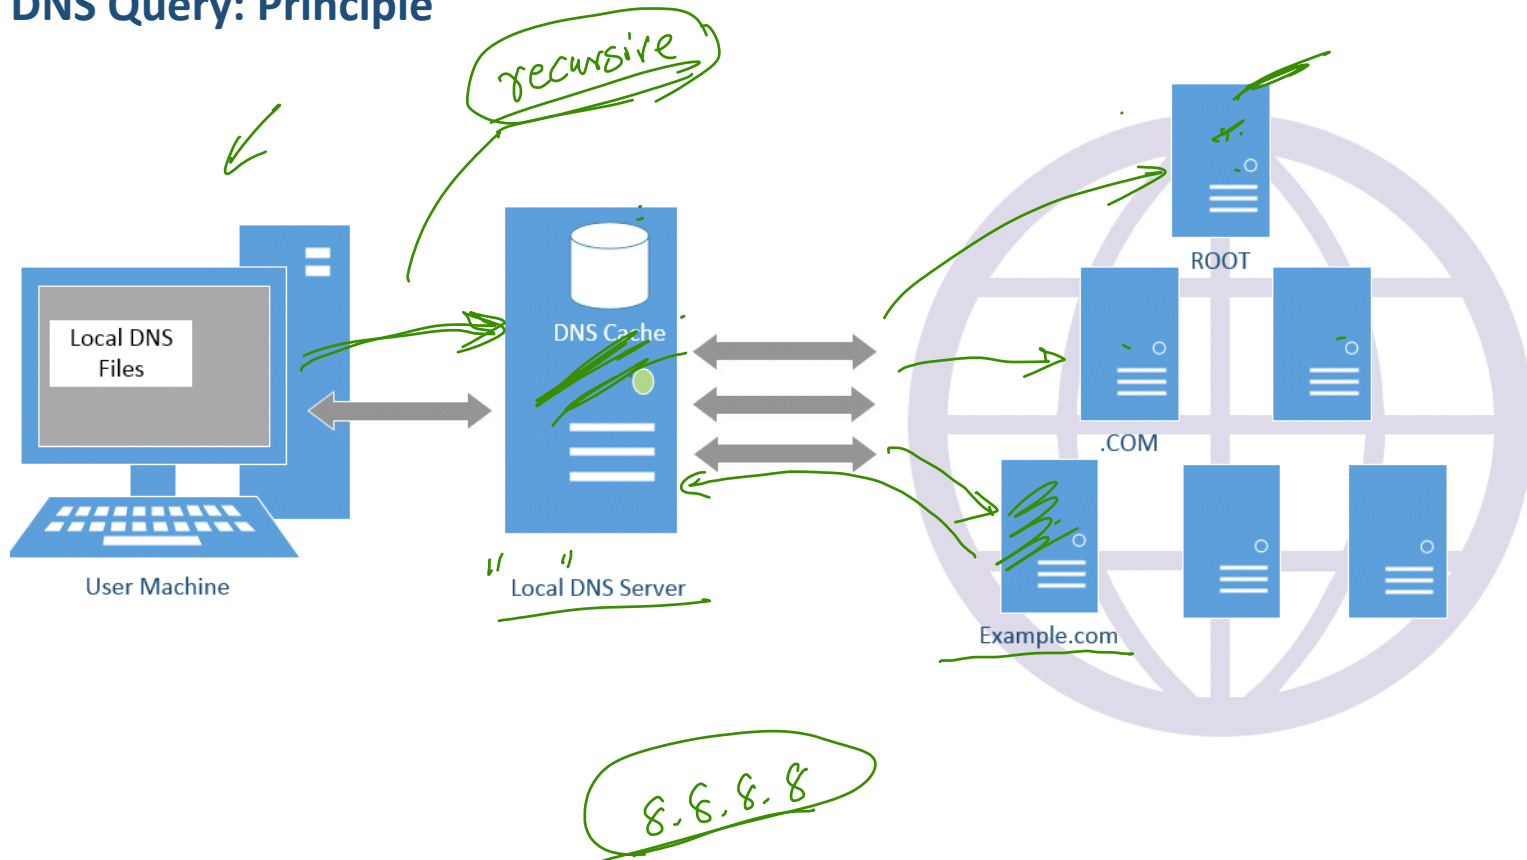 DNS Query: Principle
recursive
ROOT
Local DNS
Files
DNS Cache
.COM
User Machine
" "
Local DNS Server
Example.com
8.8.8.8